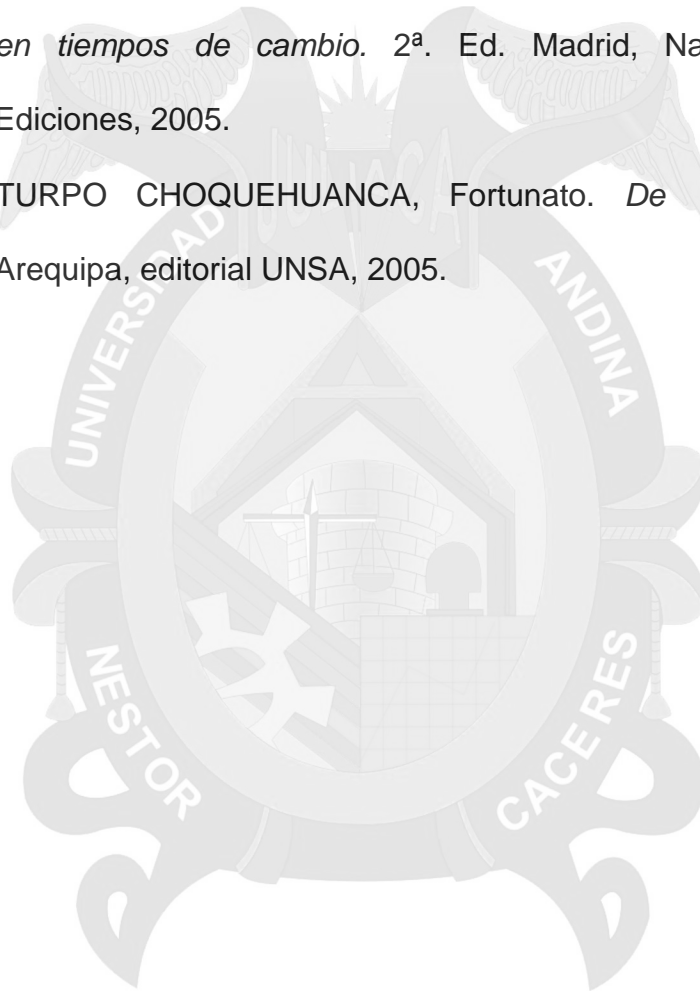 en tiempos de cambio. 2ª. Ed. Madrid, Na
Ediciones, 2005.
TURPO CHOQUEHUANCA, Fortunato. De
Arequipa, editorial UNSA, 2005.
JULIACA
UNIVERSIDAD
ANDINA
NESTOR
CACERES